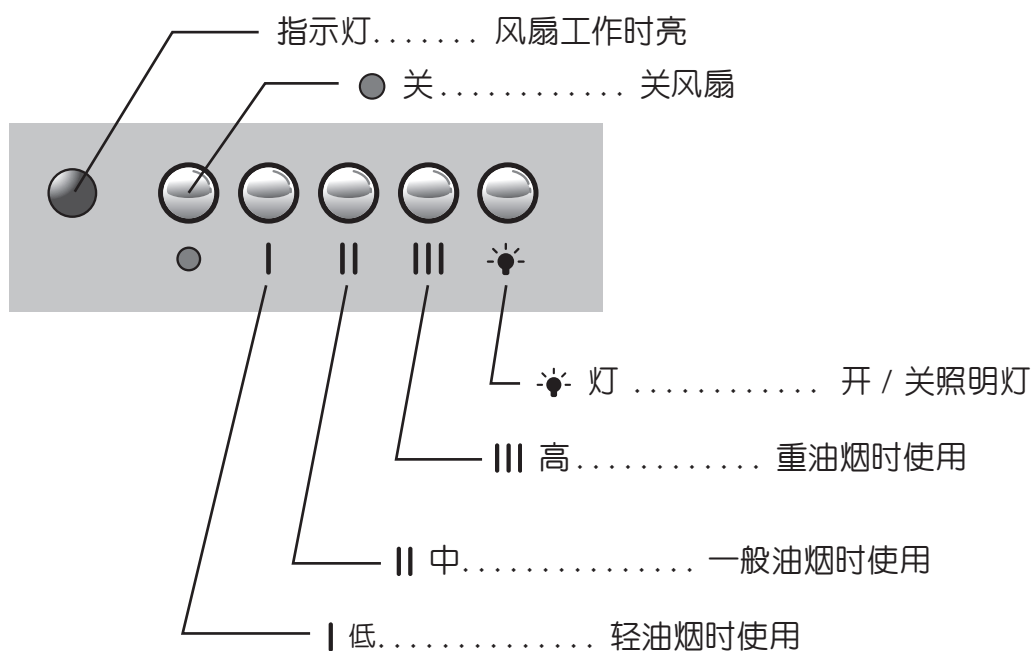 指示灯....... 风扇工作时亮
关............ 关风扇
I II III
灯 ............ 开 / 关照明灯
III 高............ 重油烟时使用
II 中............... 一般油烟时使用
I 低.............. 轻油烟时使用